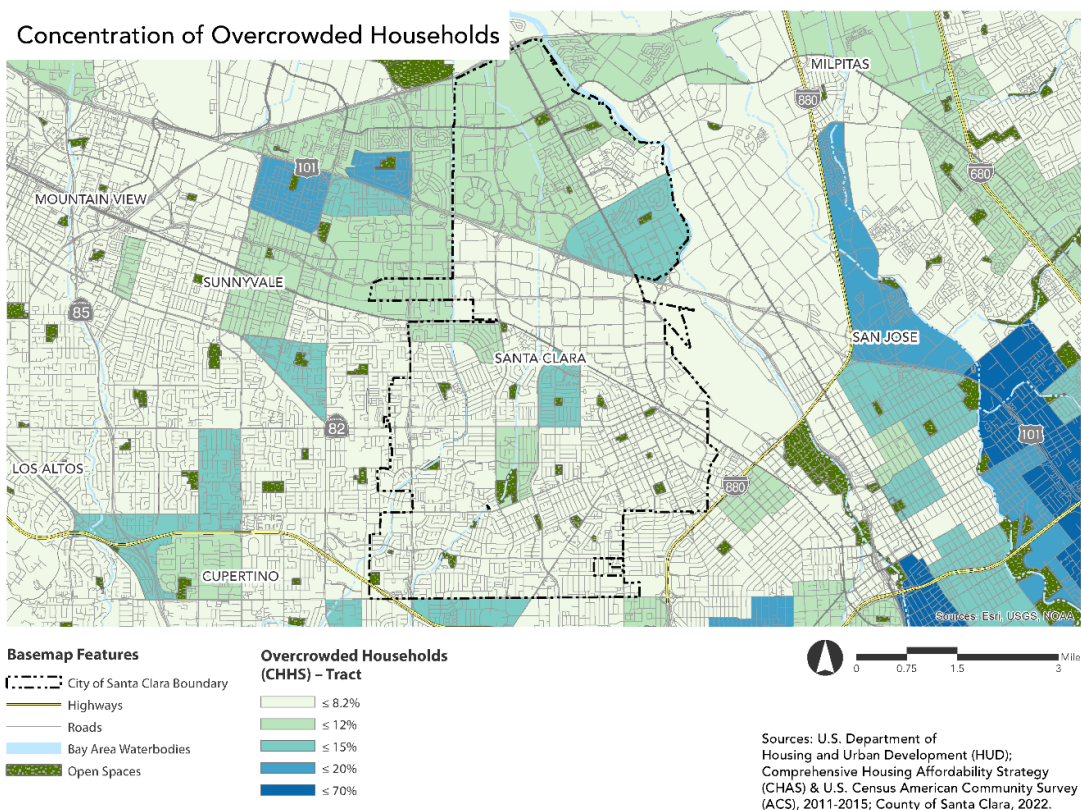 Concentration of Overcrowded Households
MILPITAS
880
101
680
MOUNTAIN VIEW
SUNNYVALE
85
SAN JOSE
SANTA CLARA
82
101
LOS ALTOS
880
CUPERTINO
Sources: Esri, USGS, NOAA
Basemap Features
City of Santa Clara Boundary
Highways
Roads
Bay Area Waterbodies
Open Spaces
Overcrowded Households
(CHHS) – Tract
≤ 8.2%
≤ 12%
≤ 15%
≤ 20%
≤ 70%
0 0.75 1.5 3 Mile
Sources: U.S. Department of
Housing and Urban Development (HUD);
Comprehensive Housing Affordability Strategy
(CHAS) & U.S. Census American Community Survey
(ACS), 2011-2015; County of Santa Clara, 2022.